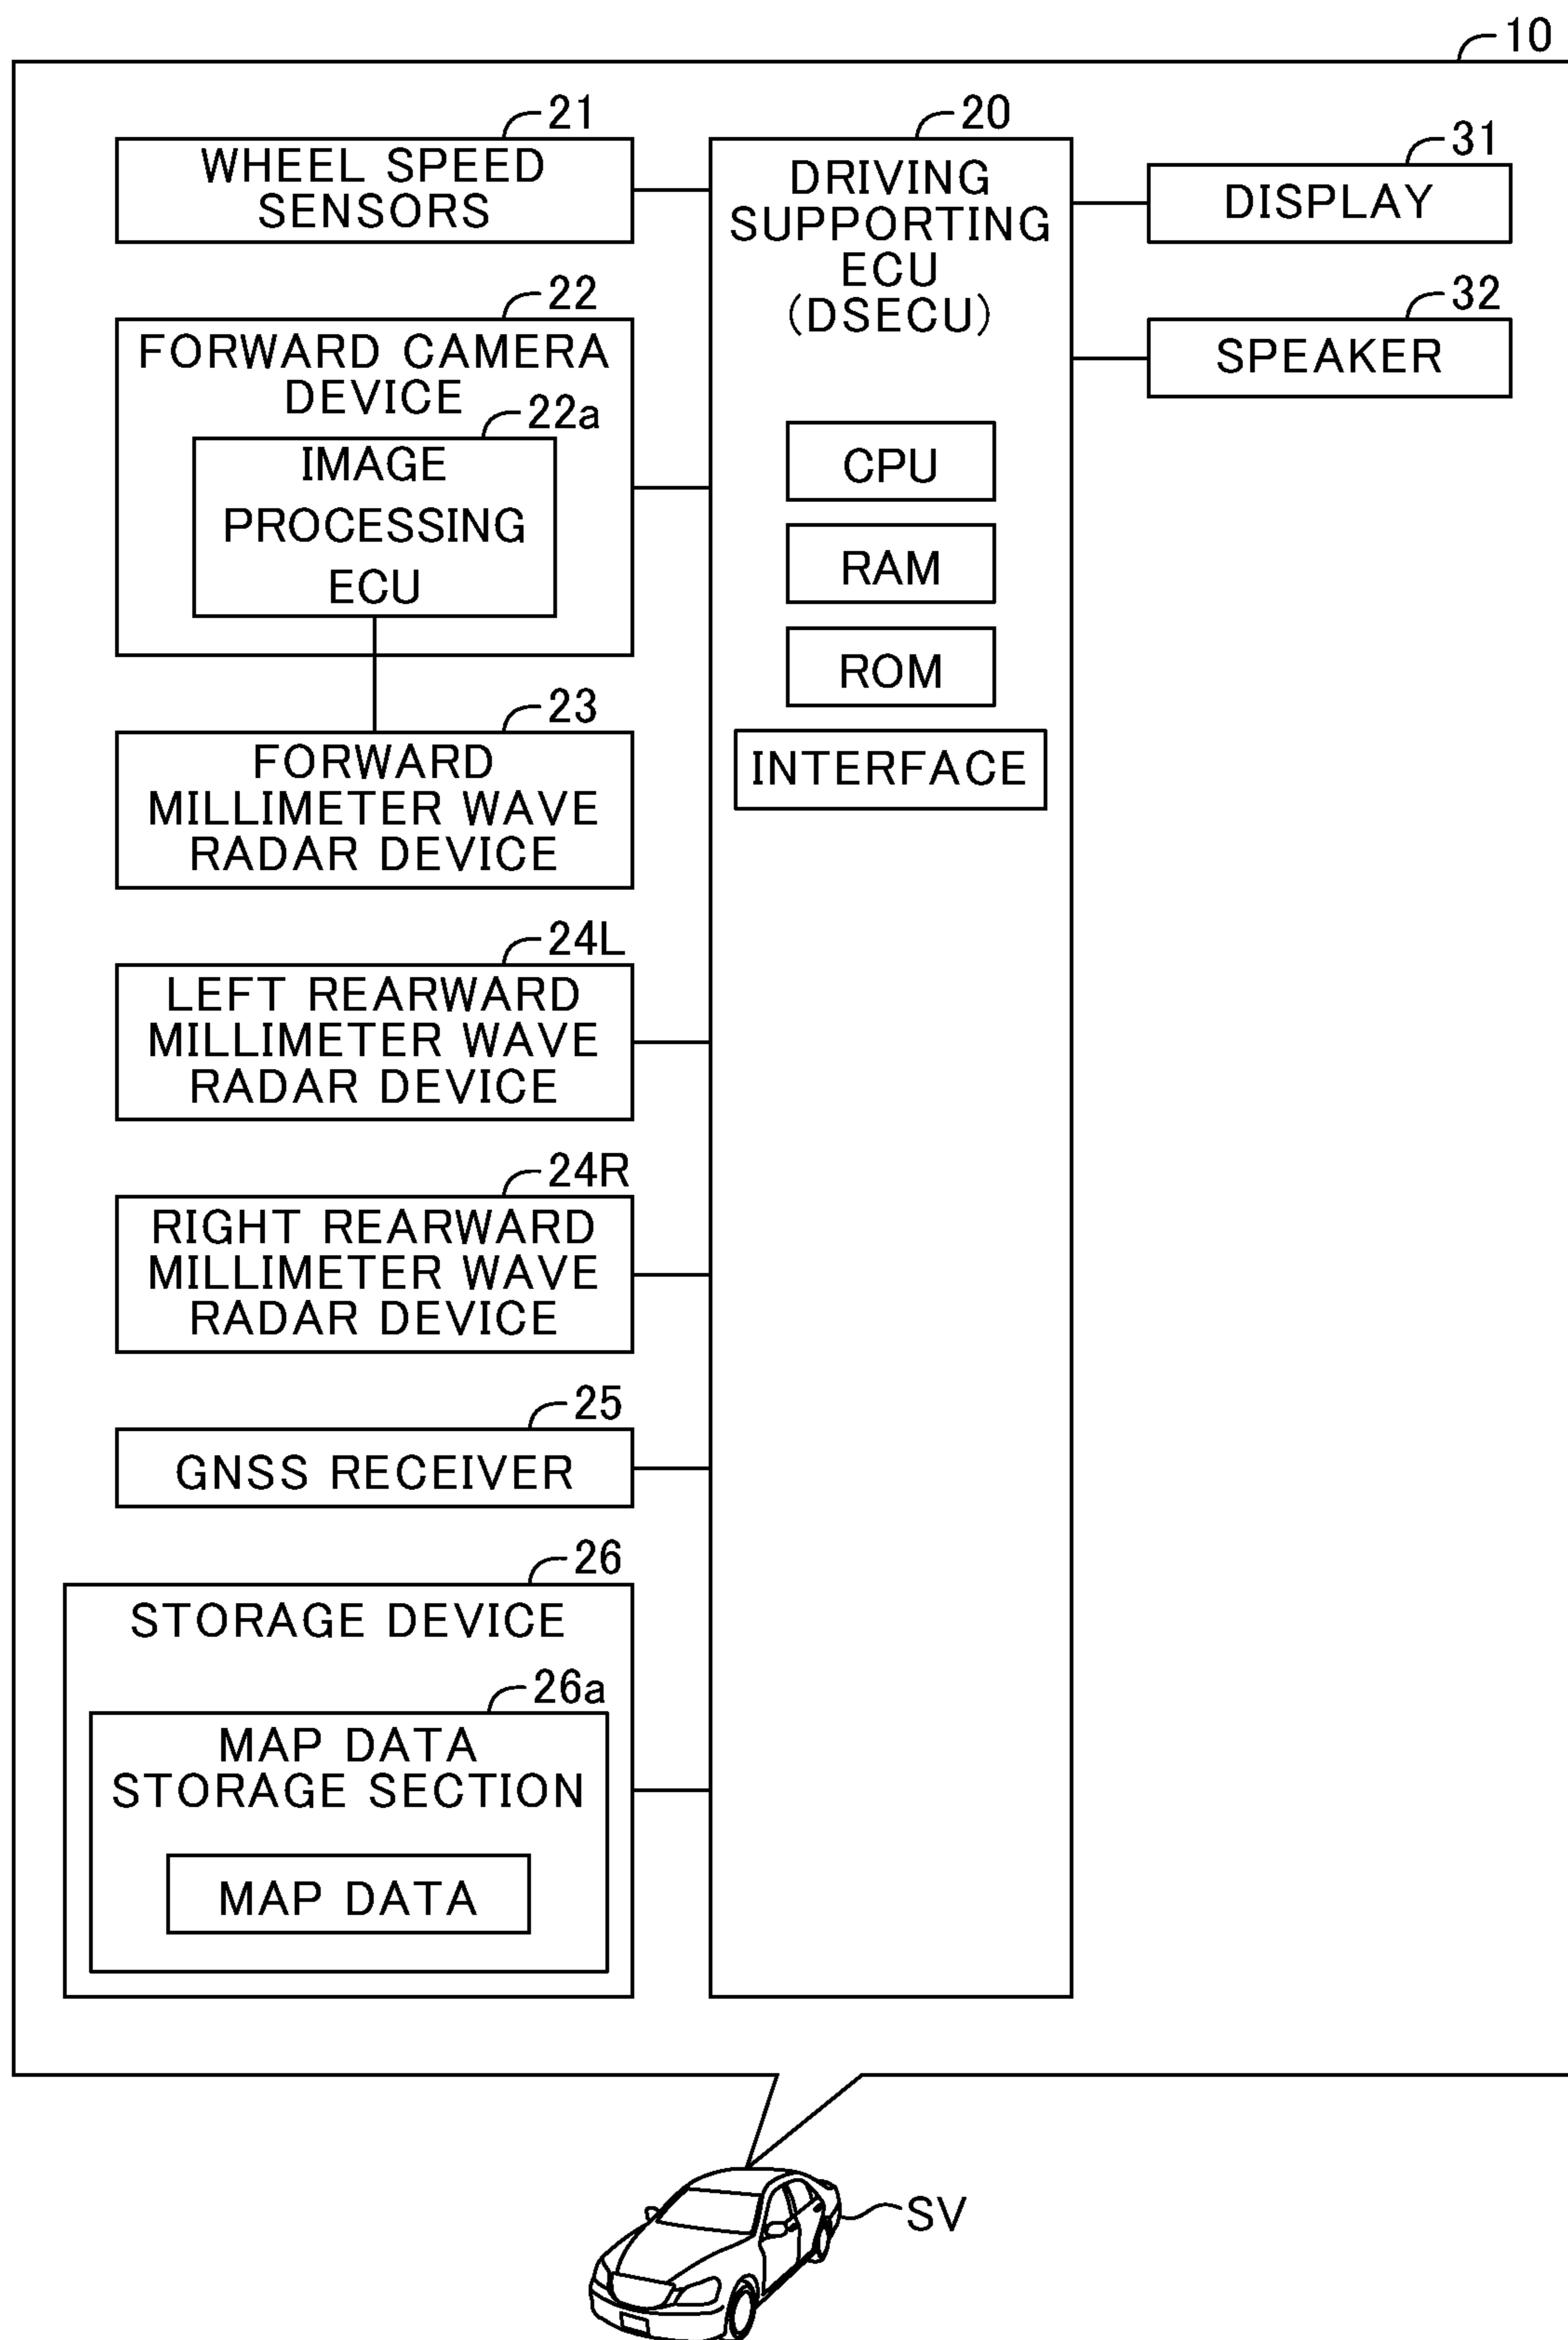 10
21
WHEEL SPEED
SENSORS
22
FORWARD CAMERA
DEVICE
22a
IMAGE
PROCESSING
ECU
23
FORWARD
MILLIMETER WAVE
RADAR DEVICE
24L
LEFT REARWARD
MILLIMETER WAVE
RADAR DEVICE
24R
RIGHT REARWARD
MILLIMETER WAVE
RADAR DEVICE
25
GNSS RECEIVER
26
STORAGE DEVICE
26a
MAP DATA
STORAGE SECTION
MAP DATA
20
DRIVING
SUPPORTING
ECU
(DSECU)
CPU
RAM
ROM
INTERFACE
31
DISPLAY
32
SPEAKER
SV